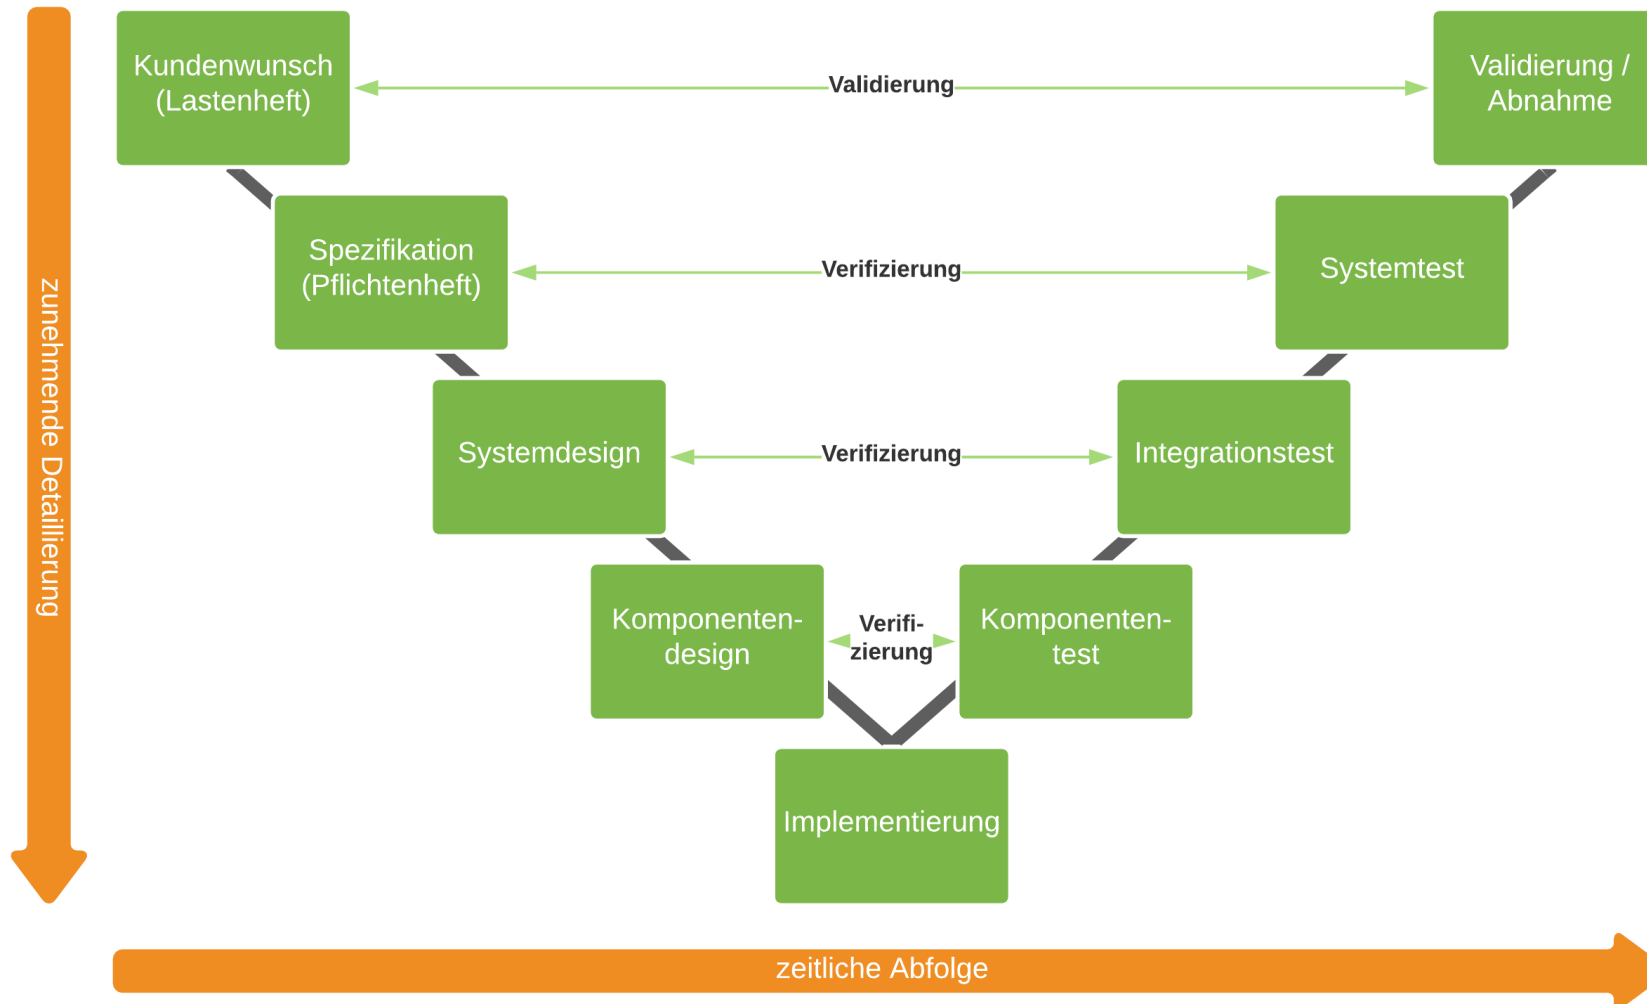 Kundenwunsch
(Lastenheft)
Validierung
Validierung /
Abnahme
Spezifikation
(Pflichtenheft)
Verifizierung
Systemtest
Systemdesign
Verifizierung
Integrationstest
Komponenten-
design
Verifi-
zierung
Komponenten-
test
Implementierung
zunehmende Detaillierung
zeitliche Abfolge